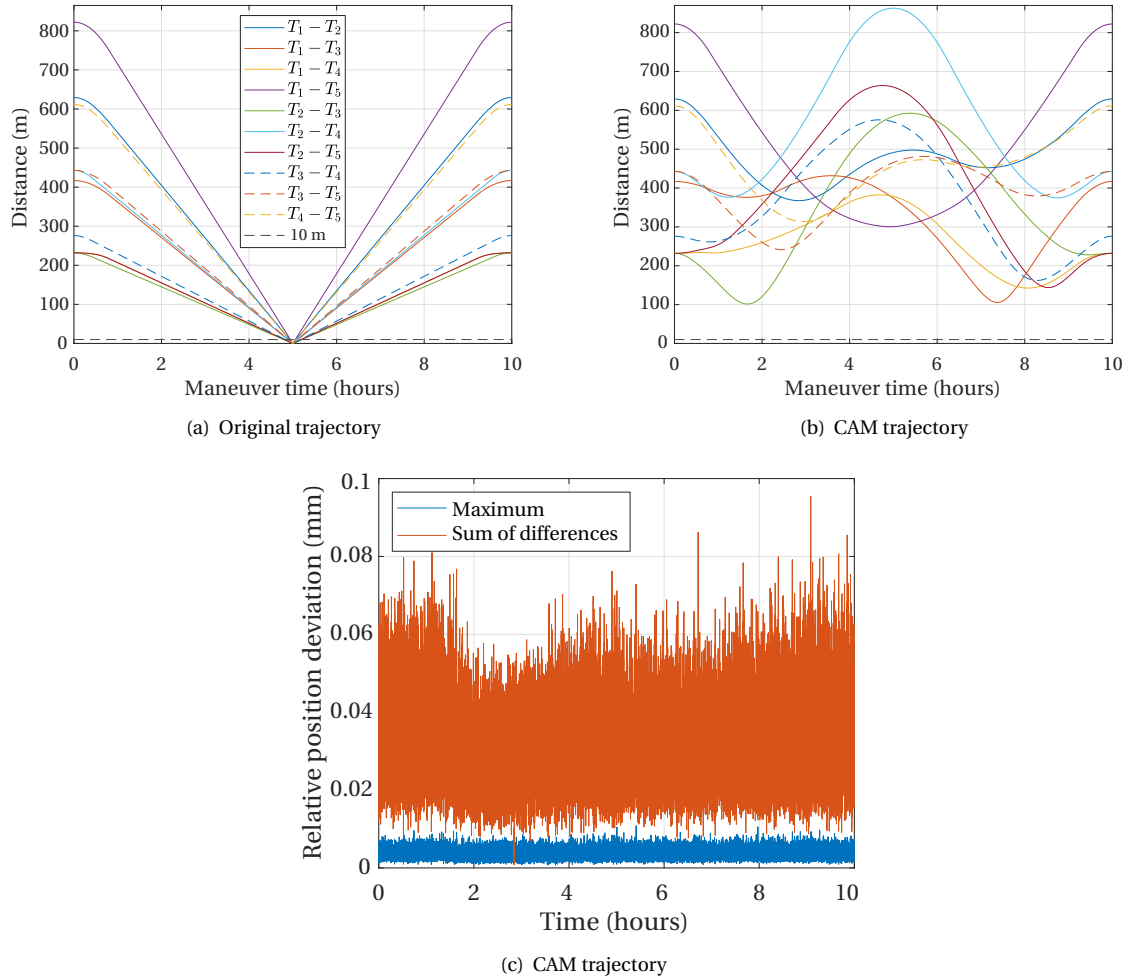 800
700
600
500
400
300
200
100
0
Distance (m)
T₁ − T₂
T₁ − T₃
T₁ − T₄
T₁ − T₅
T₂ − T₃
T₂ − T₄
T₂ − T₅
T₃ − T₄
T₃ − T₅
T₄ − T₅
10 m
0 2 4 6 8 10
Maneuver time (hours)
(a) Original trajectory
800
700
600
500
400
300
200
100
0
Distance (m)
0 2 4 6 8 10
Maneuver time (hours)
(b) CAM trajectory
0.1
0.08
0.06
0.04
0.02
0
Relative position deviation (mm)
Maximum
Sum of differences
0 2 4 6 8 10
Time (hours)
(c) CAM trajectory